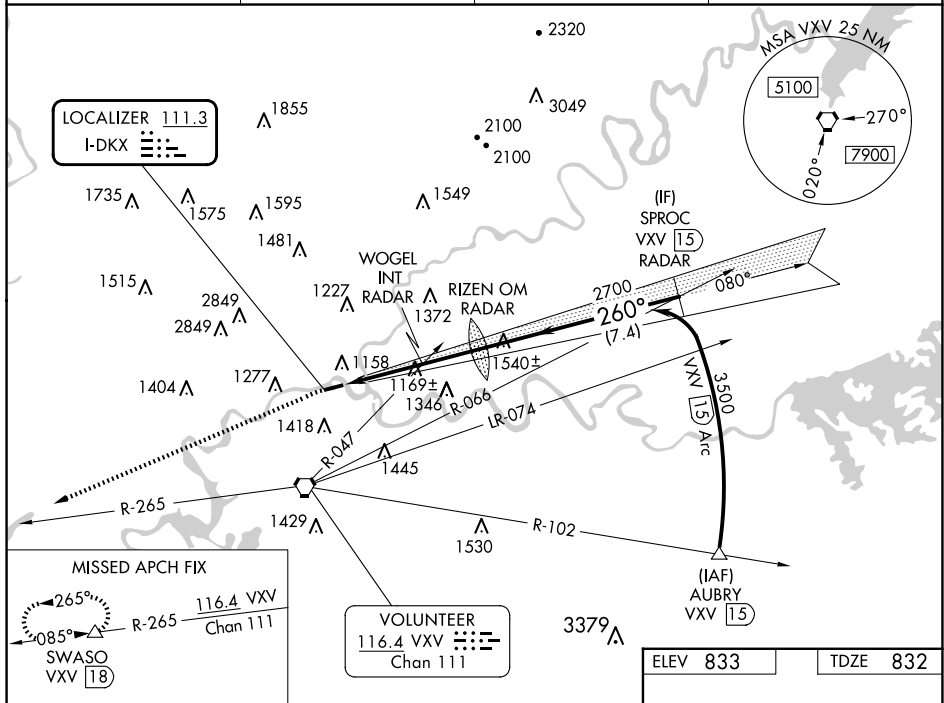 2320
MSA VXV 25 NM
5100
270°
7900
020°
LOCALIZER 111.3
I-DKX
1855
3049
2100
2100
1735
1575
1595
1549
1481
(IF)
SPROC
VXV 15
RADAR
WOGEL
INT
RADAR
RIZEN OM
RADAR
1515
2849
2849
1227
1372
2700
260°
(7.4)
080°
1540±
1158
1169±
1346
1404
1277
R-066
LR-074
3500
VXV 15 Arc
1418
R-047
1445
R-265
1429
1530
R-102
(IAF)
AUBRY
VXV 15
MISSED APCH FIX
265°
085°
R-265
116.4 VXV
Chan 111
SWASO
VXV 18
VOLUNTEER
116.4 VXV
Chan 111
3379
ELEV 833
TDZE 832